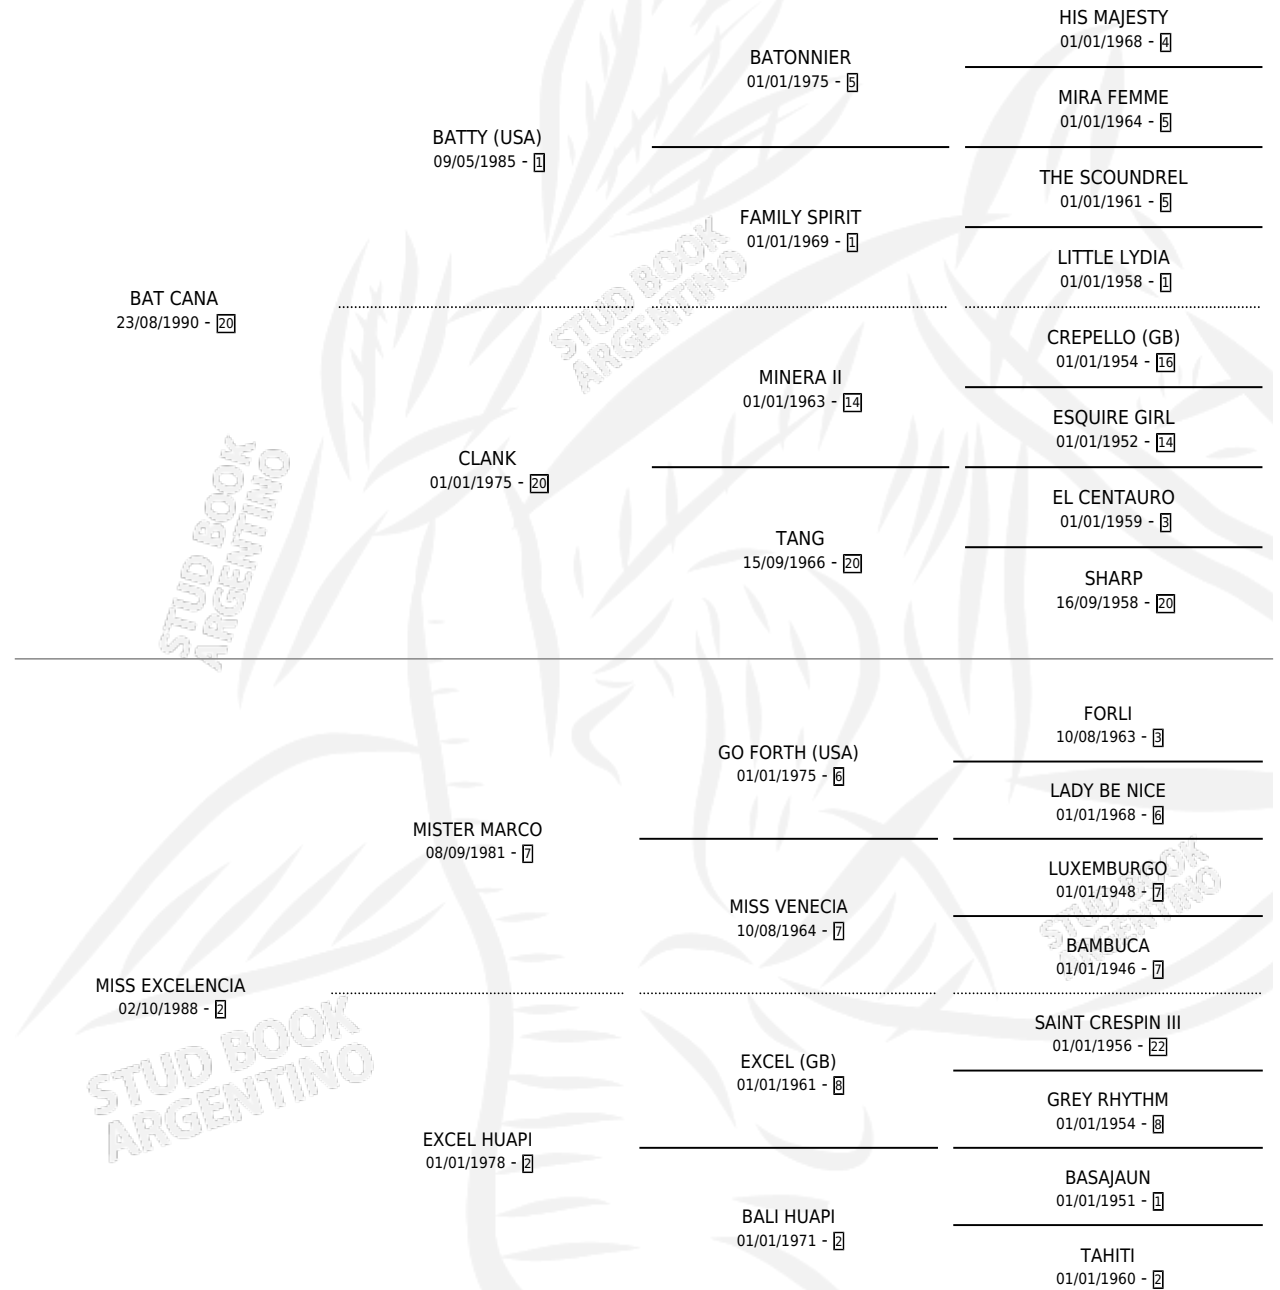 HIS MAJESTY
01/01/1968 - 4
BATONNIER
01/01/1975 - 5
MIRA FEMME
01/01/1964 - 5
BATTY (USA)
09/05/1985 - 1
THE SCOUNDREL
01/01/1961 - 5
FAMILY SPIRIT
01/01/1969 - 1
LITTLE LYDIA
01/01/1958 - 1
BAT CANA
23/08/1990 - 20
STUD BOOK
ARGENTINO
CREPELLO (GB)
01/01/1954 - 16
MINERA II
01/01/1963 - 14
ESQUIRE GIRL
01/01/1952 - 14
CLANK
01/01/1975 - 20
EL CENTAURO
01/01/1959 - 3
TANG
15/09/1966 - 20
SHARP
16/09/1958 - 20
STUD BOOK
ARGENTINO
FORLI
10/08/1963 - 3
GO FORTH (USA)
01/01/1975 - 6
LADY BE NICE
01/01/1968 - 6
MISTER MARCO
08/09/1981 - 7
LUXEMBURGO
01/01/1948 - 7
MISS VENECIA
10/08/1964 - 7
BAMBUCA
01/01/1946 - 7
STUD BOOK
ARGENTINO
MISS EXCELENCIA
02/10/1988 - 2
SAINT CRESPIN III
01/01/1956 - 22
EXCEL (GB)
01/01/1961 - 8
GREY RHYTHM
01/01/1954 - 8
STUD BOOK
ARGENTINO
EXCEL HUAPI
01/01/1978 - 2
BASAJAUN
01/01/1951 - 1
BALI HUAPI
01/01/1971 - 2
TAHITI
01/01/1960 - 2